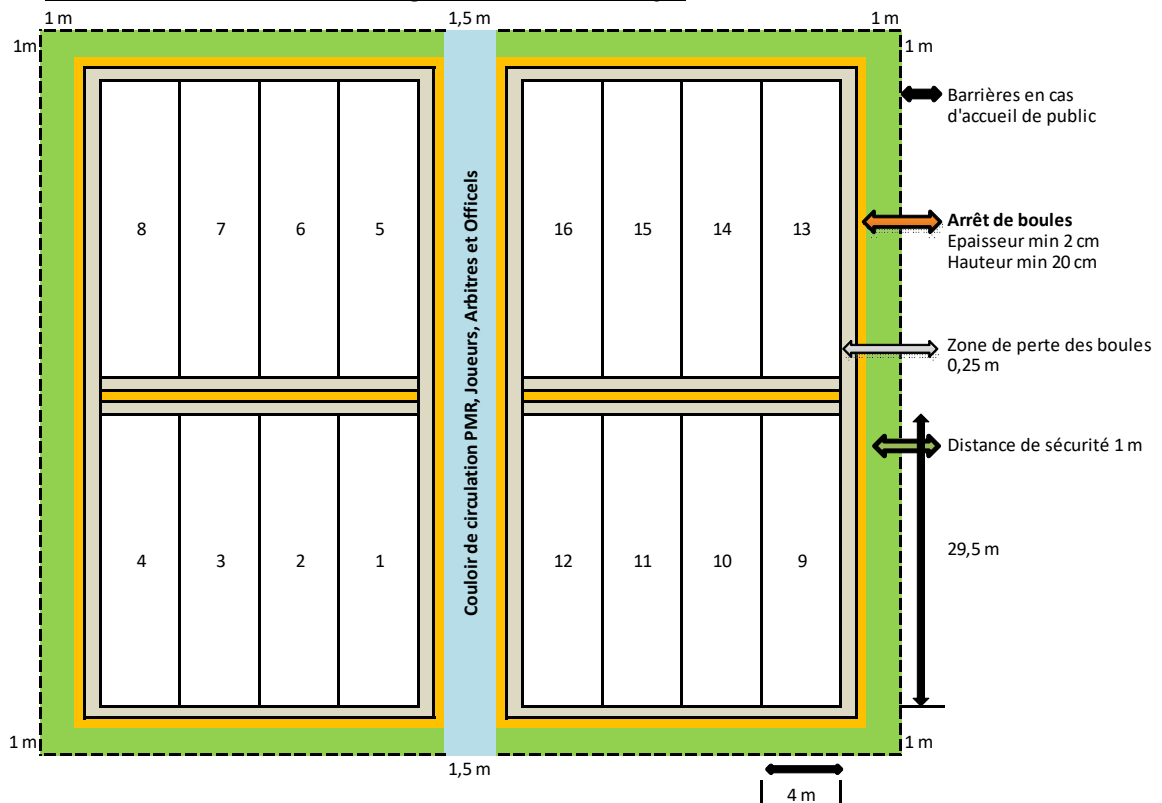 1 m
1,5 m
1 m
1m
1 m
Barrières en cas
d'accueil de public
8
7
6
5
16
15
14
13
Arrêt de boules
Epaisseur min 2 cm
Hauteur min 20 cm
Couloir de circulation PMR, Joueurs, Arbitres et Officels
Zone de perte des boules
0,25 m
Distance de sécurité 1 m
4
3
2
1
12
11
10
9
29,5 m
1 m
1 m
1,5 m
4 m